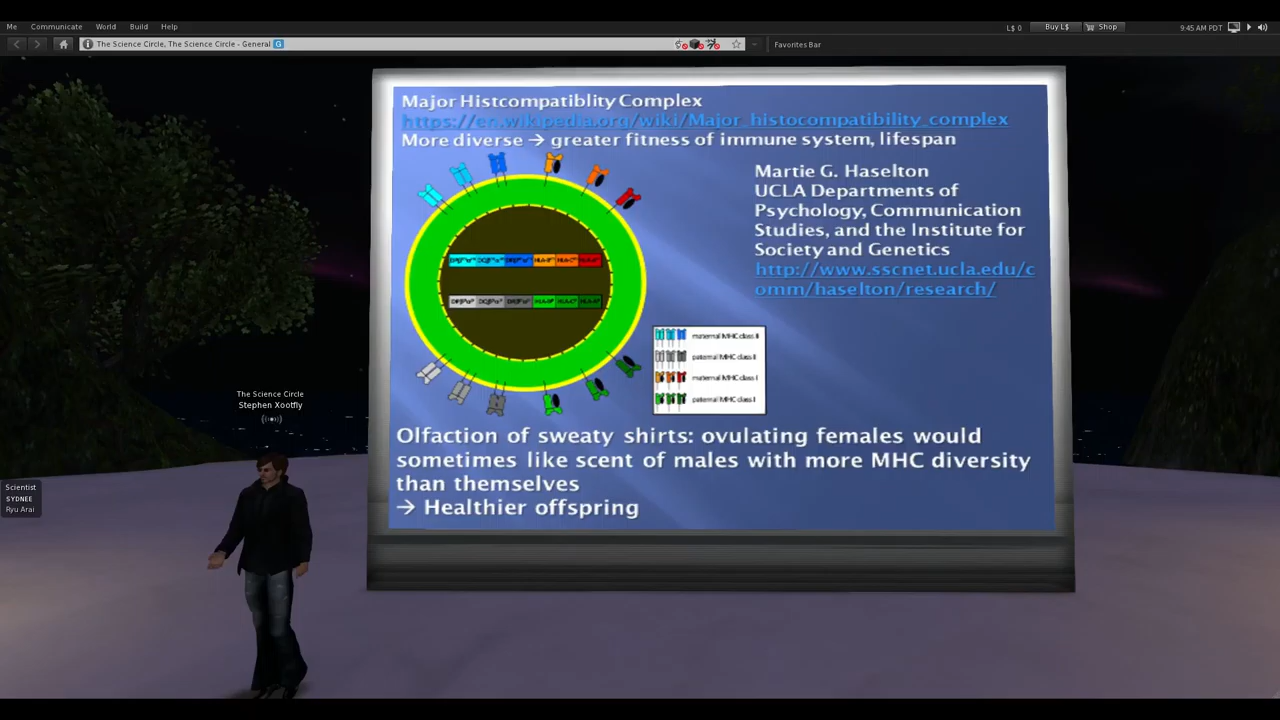 Me Communicate World Build Help
L$ 0 Buy L$ Shop 9:45 AM PDT
The Science Circle, The Science Circle - General G
Favorites Bar
Major Histcompatiblity Complex
https://en.wikipedia.org/wiki/Major_histocompatibility_complex
More diverse → greater fitness of immune system, lifespan
Martie G. Haselton
UCLA Departments of
Psychology, Communication
Studies, and the Institute for
Society and Genetics
http://www.sscnet.ucla.edu/c
omm/haselton/research/
maternal MHC class II
paternal MHC class II
maternal MHC class I
paternal MHC class I
Olfaction of sweaty shirts: ovulating females would
sometimes like scent of males with more MHC diversity
than themselves
→ Healthier offspring
The Science Circle
Stephen Xootfly
Scientist
SYDNEE
Ryu Arai